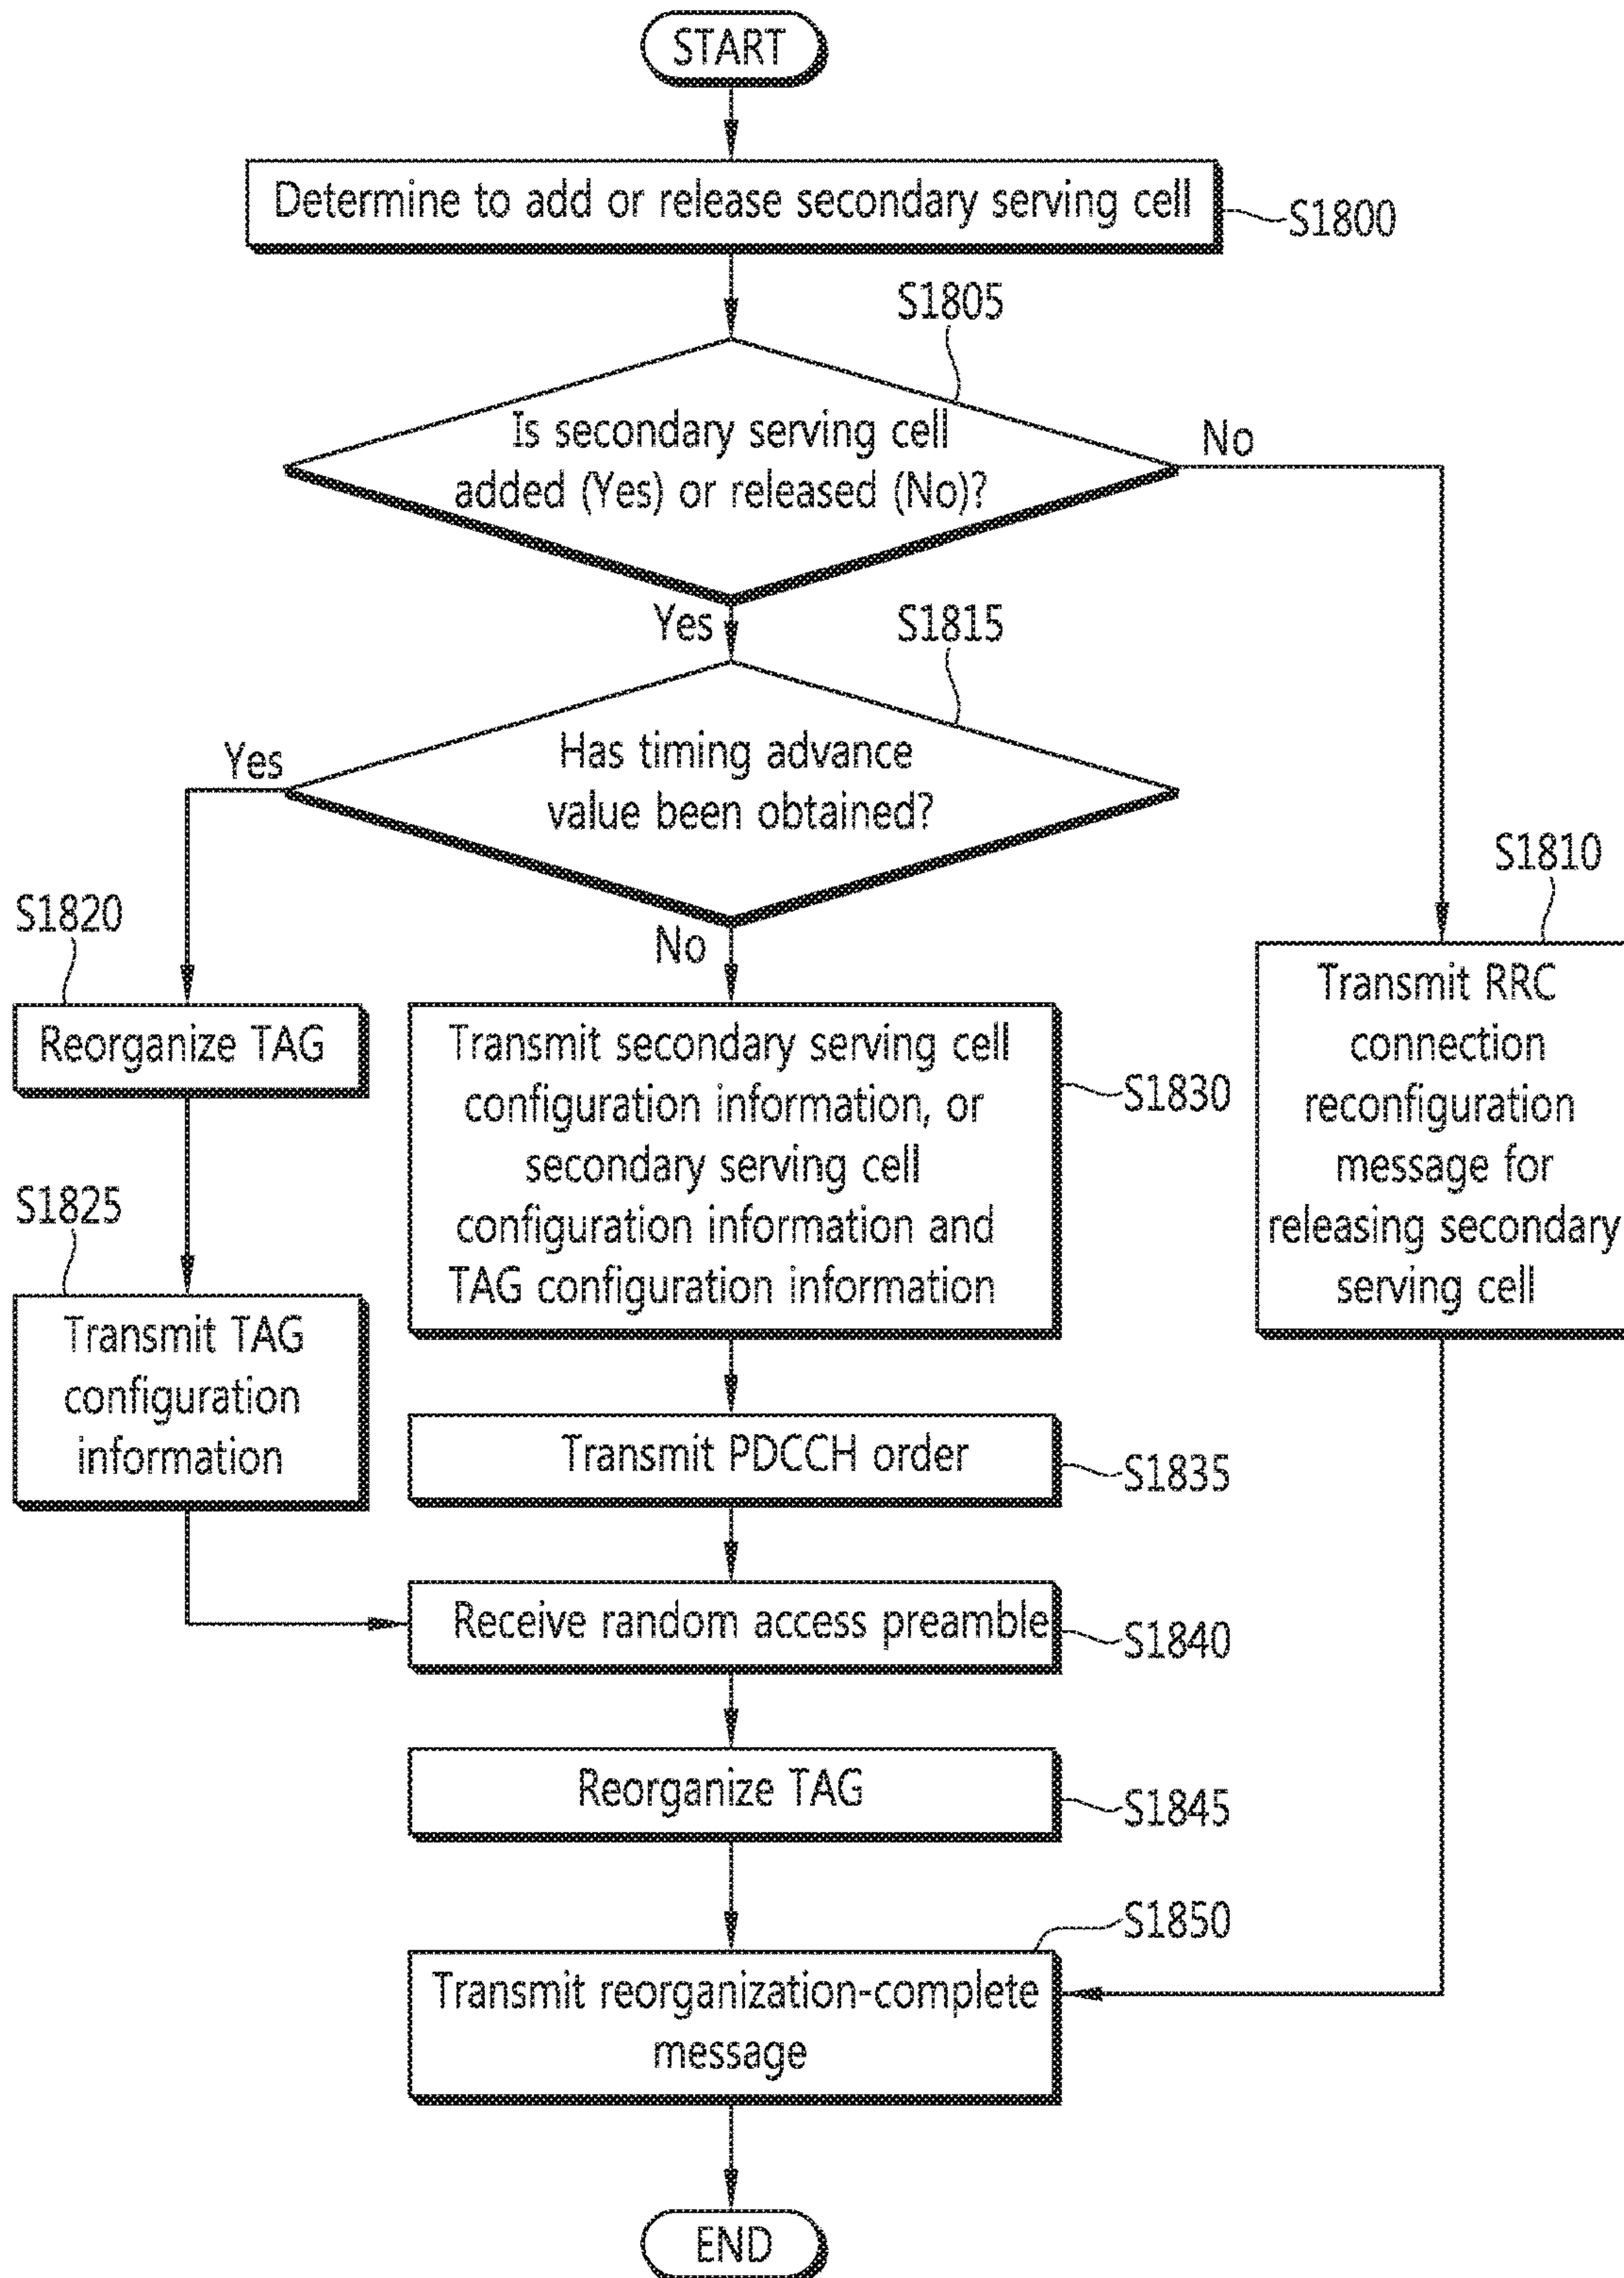 START
Determine to add or release secondary serving cell
S1800
S1805
Is secondary serving cell
added (Yes) or released (No)?
No
Yes
S1815
Has timing advance
value been obtained?
Yes
No
S1810
Transmit RRC
connection
reconfiguration
message for
releasing secondary
serving cell
S1820
Reorganize TAG
S1825
Transmit TAG
configuration
information
Transmit secondary serving cell
configuration information, or
secondary serving cell
configuration information and
TAG configuration information
S1830
Transmit PDCCH order
S1835
Receive random access preamble
S1840
Reorganize TAG
S1845
S1850
Transmit reorganization-complete
message
END